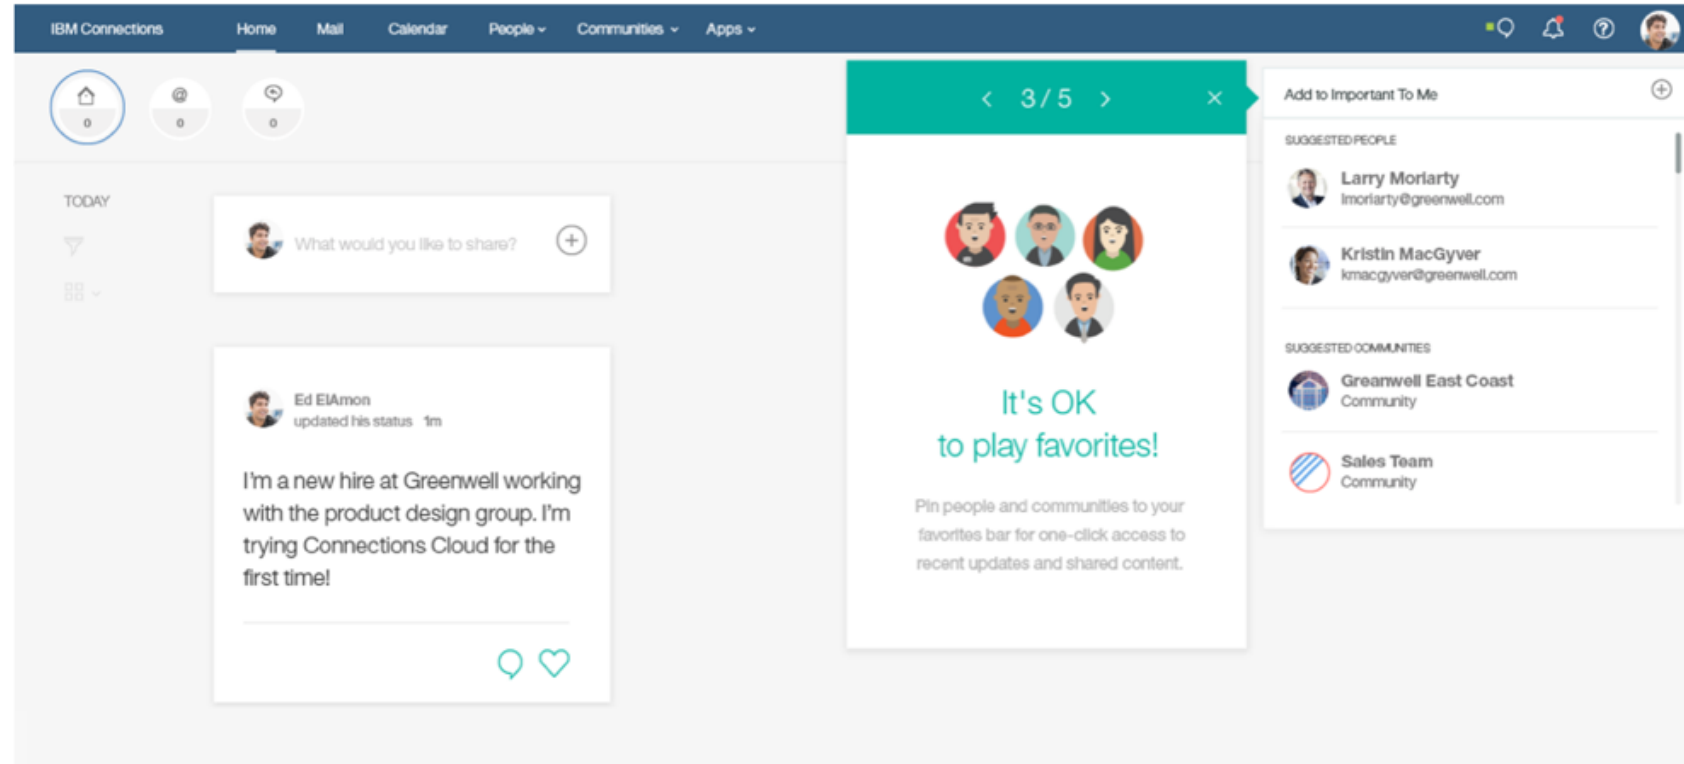 IBM Connections
Home
Mail
Calendar
People
Communities
Apps
0
@
0
0
TODAY
What would you like to share?
Ed ElAmon
updated his status 1m
I'm a new hire at Greenwell working
with the product design group. I'm
trying Connections Cloud for the
first time!
3/5
It's OK
to play favorites!
Pin people and communities to your
favorites bar for one-click access to
recent updates and shared content.
Add to Important To Me
SUGGESTED PEOPLE
Larry Moriarty
lmoriarty@greenwell.com
Kristin MacGyver
kmacgyver@greenwell.com
SUGGESTED COMMUNITIES
Greanwell East Coast
Community
Sales Team
Community